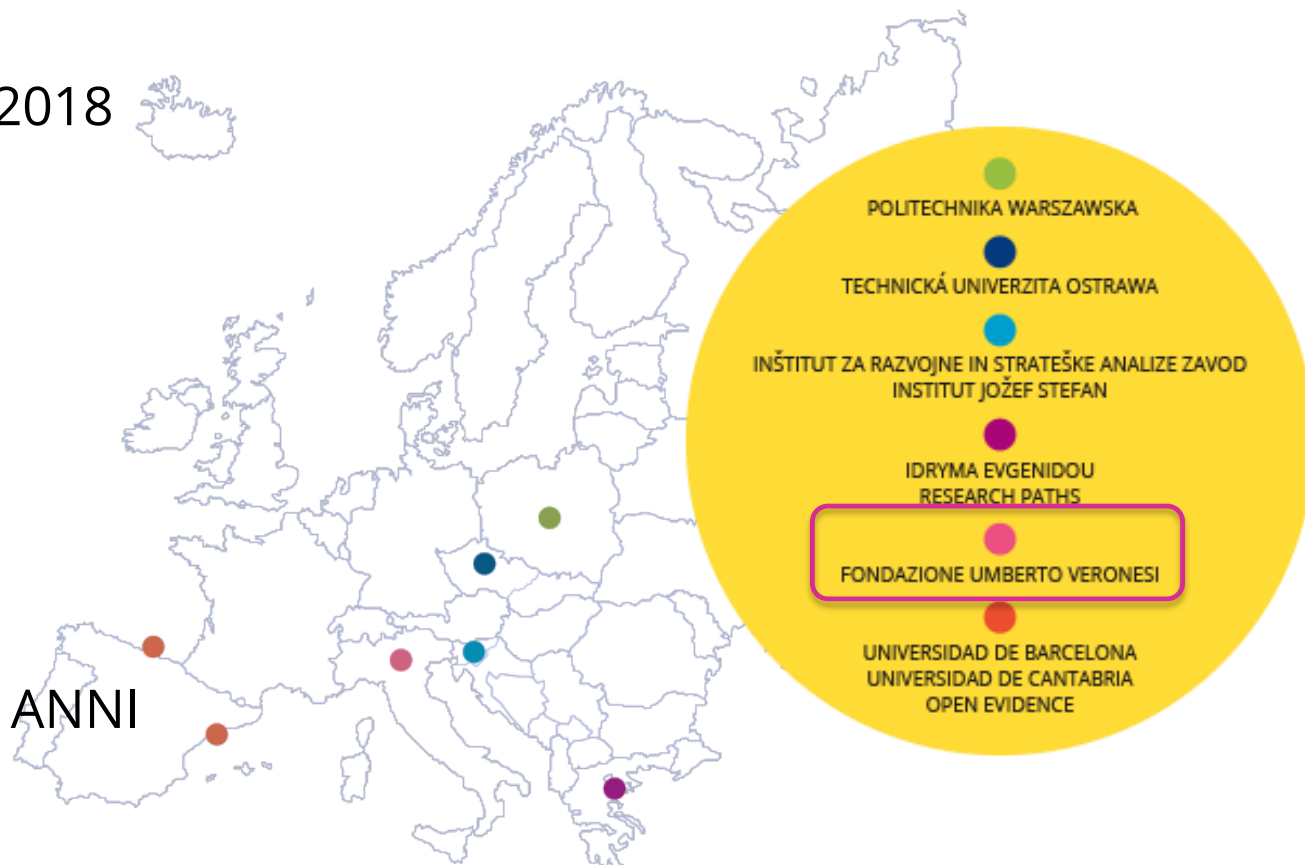 2018
POLITECHNIKA WARSZAWSKA
TECHNICKÁ UNIVERZITA OSTRAWA
INŠTITUT ZA RAZVOJNE IN STRATEŠKE ANALIZE ZAVOD
INSTITUT JOŽEF STEFAN
IDRYMA EVGENIDOU
RESEARCH PATHS
FONDAZIONE UMBERTO VERONESI
UNIVERSIDAD DE BARCELONA
UNIVERSIDAD DE CANTABRIA
OPEN EVIDENCE
ANNI